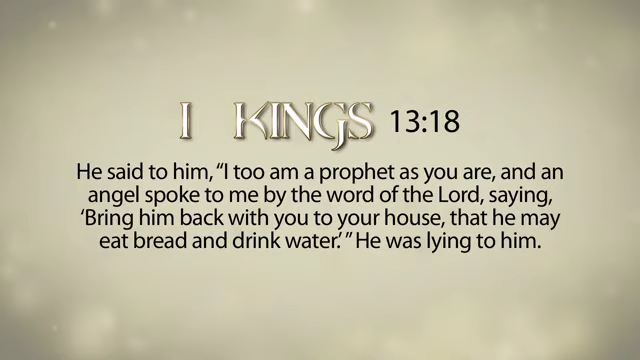 I KINGS 13:18
He said to him, “I too am a prophet as you are, and an
angel spoke to me by the word of the Lord, saying,
‘Bring him back with you to your house, that he may
eat bread and drink water.’ ” He was lying to him.